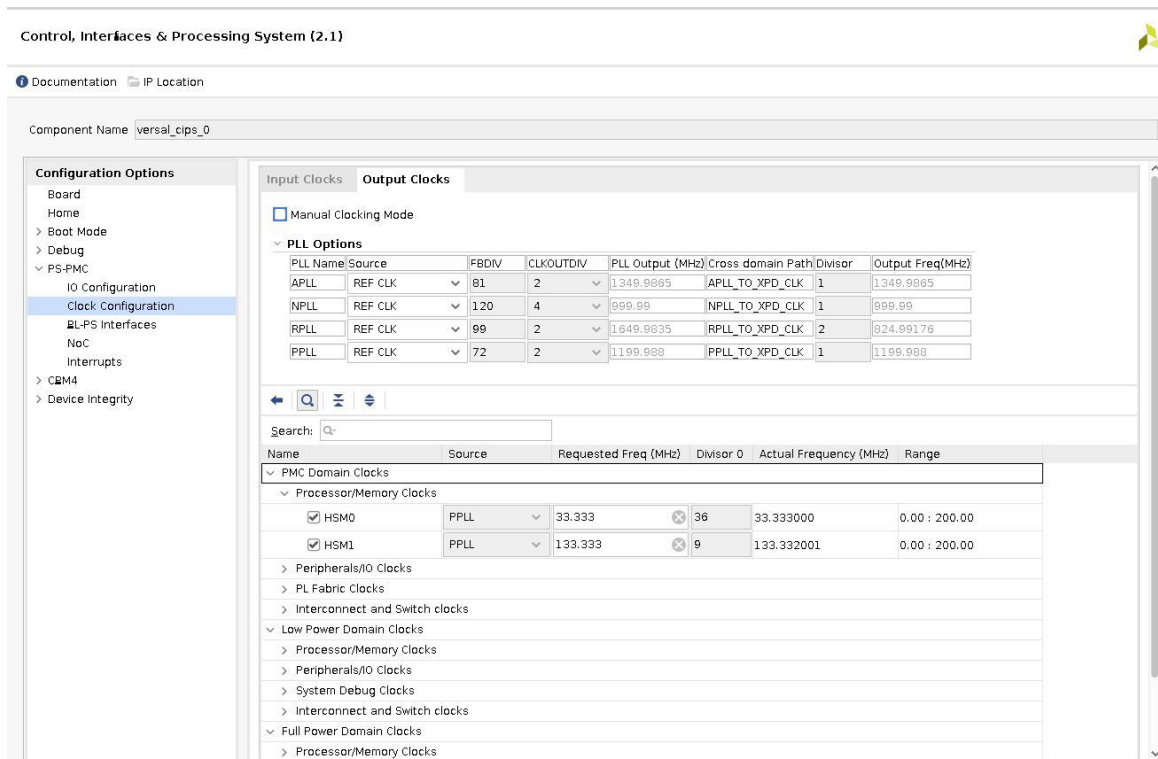 Control, Interfaces & Processing System (2.1)
Documentation IP Location
Component Name versal_cips_0
Configuration Options
Board
Home
Boot Mode
Debug
PS-PMC
IO Configuration
Clock Configuration
PL-PS Interfaces
NoC
Interrupts
CPM4
Device Integrity
Input Clocks Output Clocks
Manual Clocking Mode
PLL Options
PLL Name Source FBDIV CLKOUTDIV PLL Output (MHz) Cross domain Path Divisor Output Freq(MHz)
APLL REF CLK 81 2 1349.9865 APLL_TO_XPD_CLK 1 1349.9865
NPLL REF CLK 120 4 999.99 NPLL_TO_XPD_CLK 1 999.99
RPLL REF CLK 99 2 1649.9835 RPLL_TO_XPD_CLK 2 824.99176
PPLL REF CLK 72 2 1199.988 PPLL_TO_XPD_CLK 1 1199.988
Search: Q-
Name Source Requested Freq (MHz) Divisor 0 Actual Frequency (MHz) Range
PMC Domain Clocks
Processor/Memory Clocks
HSM0 PPLL 33.333 36 33.333000 0.00 : 200.00
HSM1 PPLL 133.333 9 133.332001 0.00 : 200.00
Peripherals/IO Clocks
PL Fabric Clocks
Interconnect and Switch clocks
Low Power Domain Clocks
Processor/Memory Clocks
Peripherals/IO Clocks
System Debug Clocks
Interconnect and Switch clocks
Full Power Domain Clocks
Processor/Memory Clocks